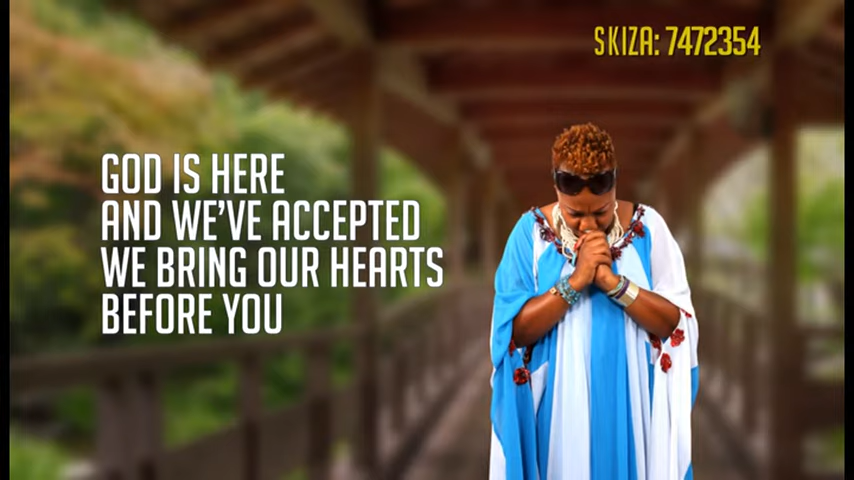 SKIZA: 7472354
GOD IS HERE
AND WE'VE ACCEPTED
WE BRING OUR HEARTS
BEFORE YOU